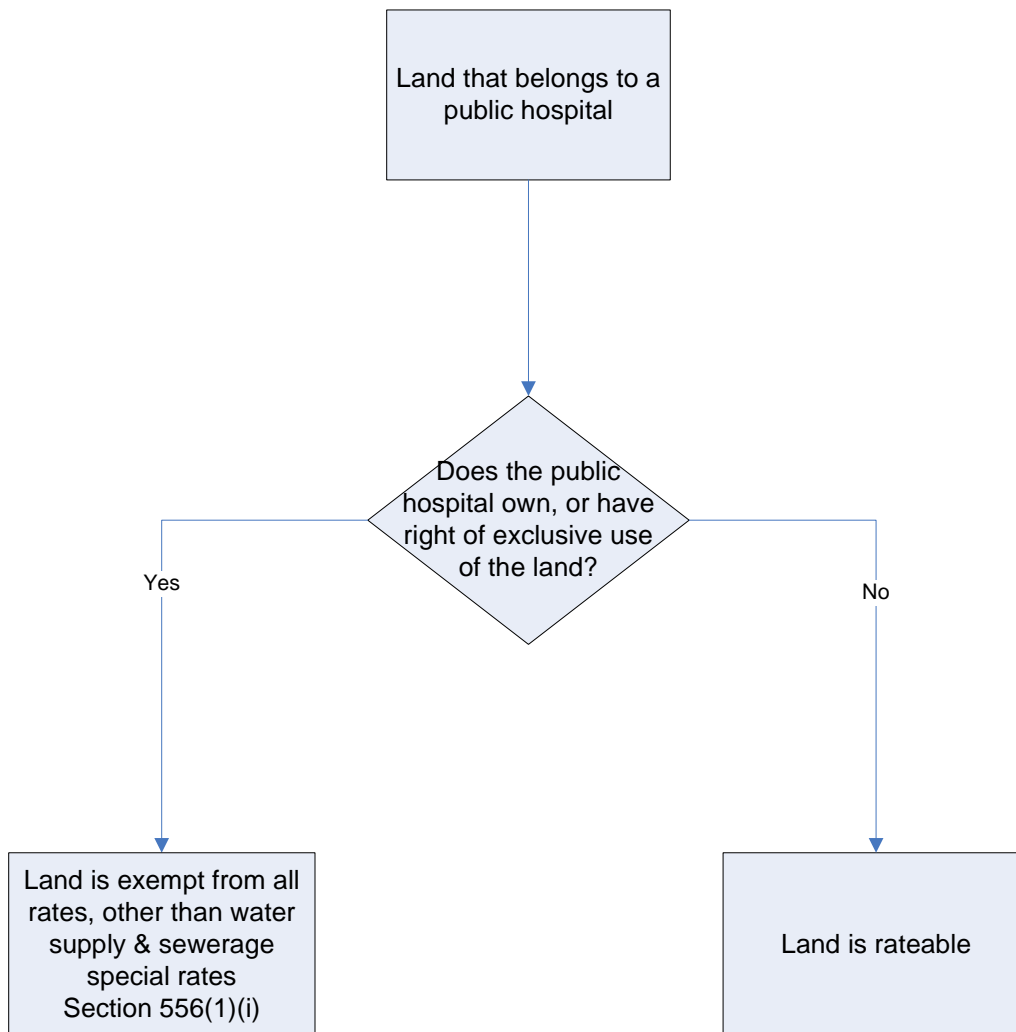 Land that belongs to a
public hospital
Does the public
hospital own, or have
right of exclusive use
of the land?
Yes
No
Land is exempt from all
rates, other than water
supply & sewerage
special rates
Section 556(1)(i)
Land is rateable